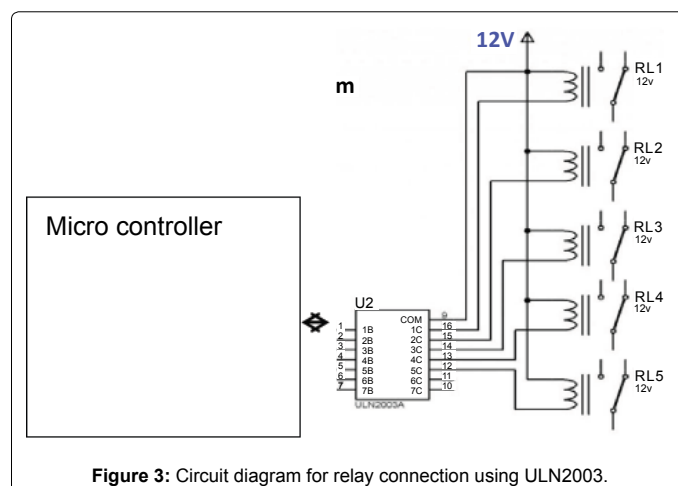 12V
m
RL1
12v
RL2
12v
Micro controller
RL3
12v
U2
RL4
12v
COM 9
1 1B 1C 16
2 2B 2C 15
3 3B 3C 14
4 4B 4C 13
5 5B 5C 12
6 6B 6C 11
7 7B 7C 10
ULN2003A
RL5
12v
Figure 3: Circuit diagram for relay connection using ULN2003.